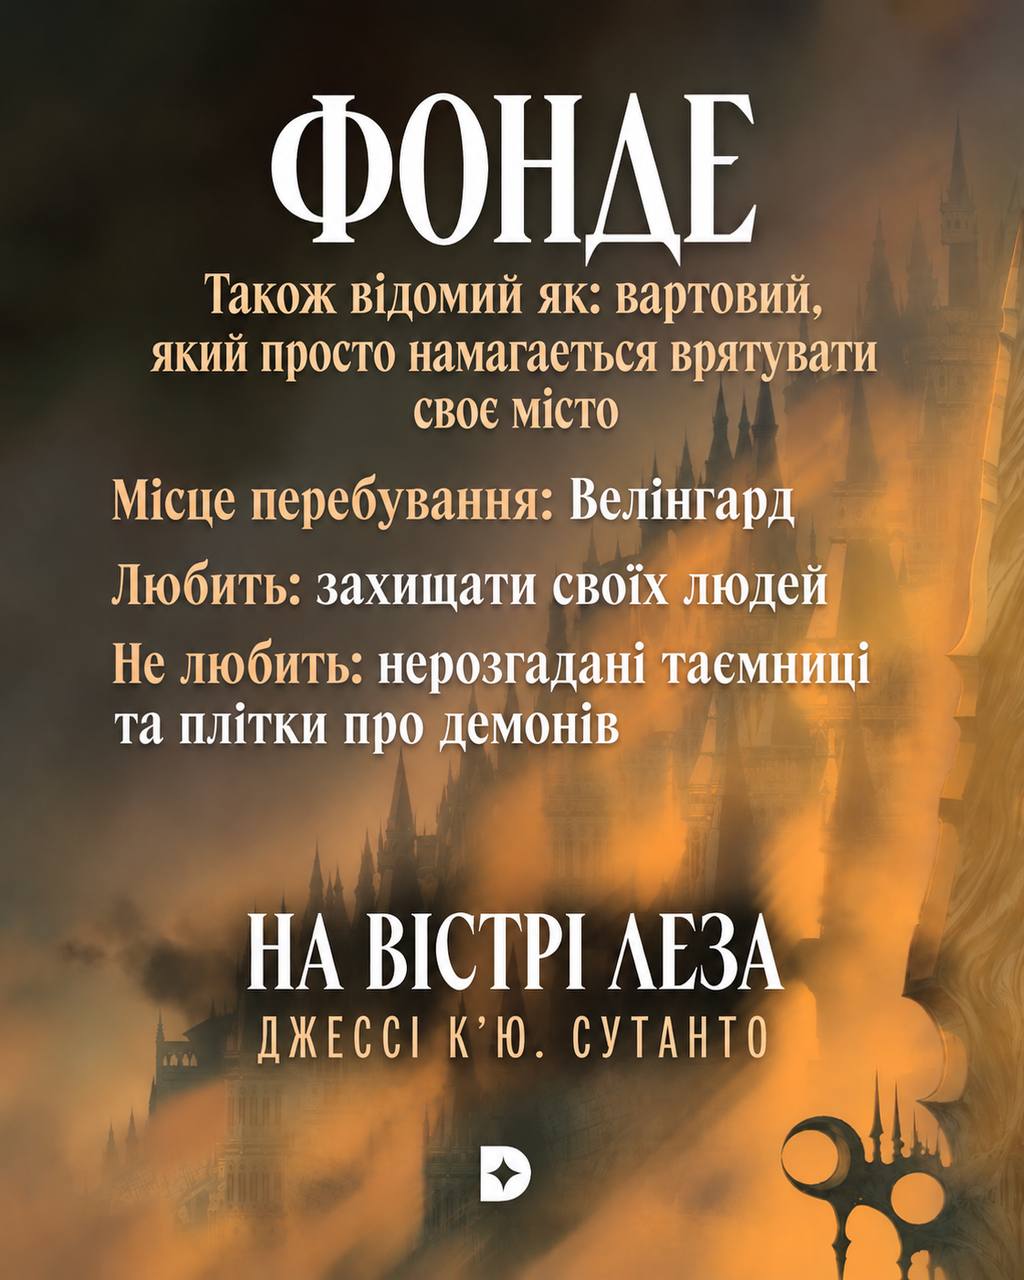 ФОНДЕ
Також відомий як: вартовий,
який просто намагається врятувати
своє місто
Місце перебування: Велінгард
Любить: захищати своїх людей
Не любить: нерозгадані таємниці
та плітки про демонів
НА ВІСТРІ ЛЕЗА
ДЖЕССІ К’Ю. СУТАНТО
D